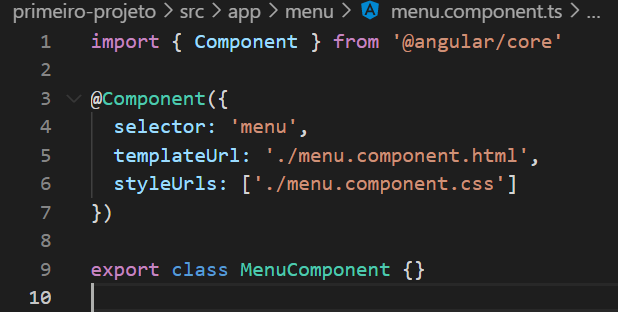 primeiro-projeto > src > app > menu > menu.component.ts > ...
1 import { Component } from '@angular/core'
2
3 @Component({
4   selector: 'menu',
5   templateUrl: './menu.component.html',
6   styleUrls: ['./menu.component.css']
7 })
8
9 export class MenuComponent {}
10